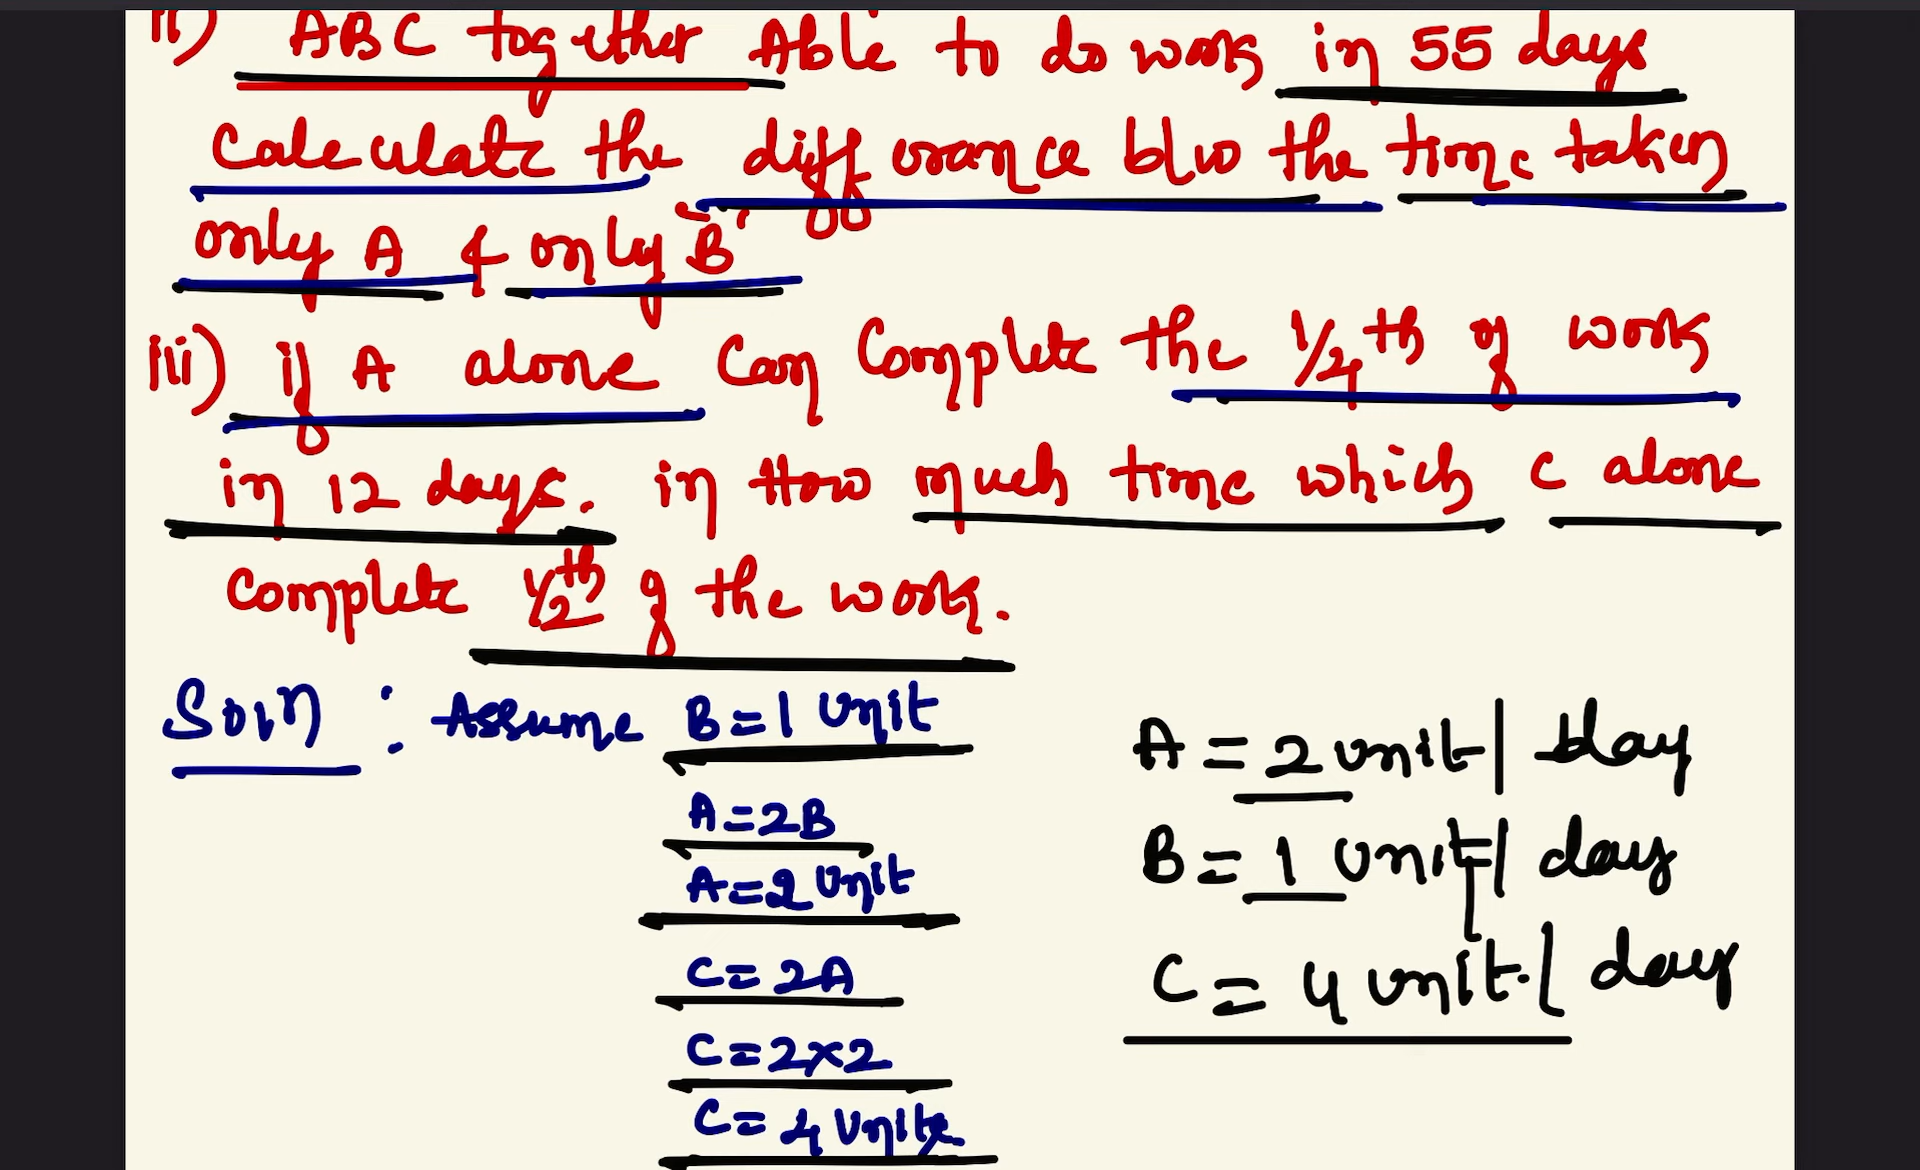 ii) ABC together Able to do work in 55 days
Calculate the difference b/w the time taken
only A & only B
iii) if A alone Can Complete the 1/4th of work
in 12 days. in How much time which C alone
Complete 1/2th of the work.
Soln : Assume B=1 Unit
A=2B
A=2 Unit
C=2A
C=2x2
C=4 Units
A = 2 unit/day
B = 1 Unit/day
C = 4 unit./day